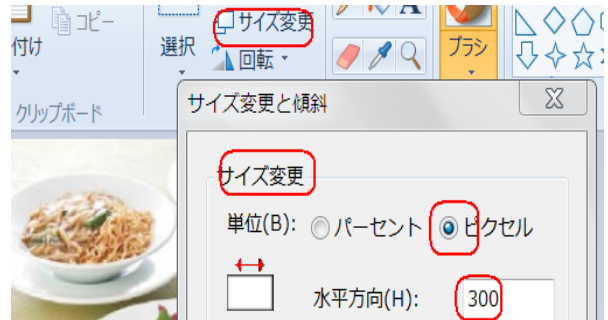 コピー
付け
クリップボード
選択
サイズ変更
回転
A
ブラシ
サイズ変更と傾斜
サイズ変更
単位(B): パーセント ピクセル
水平方向(H): 300